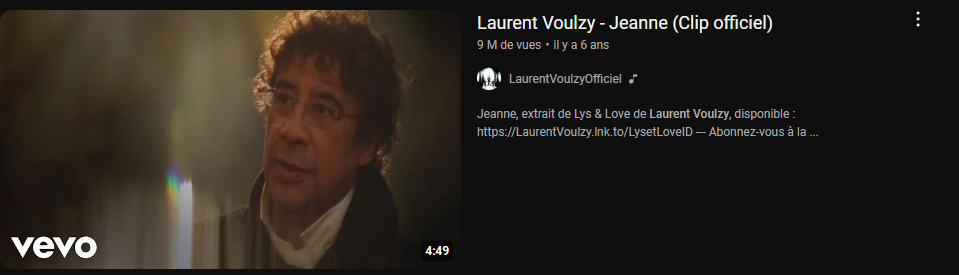 Laurent Voulzy - Jeanne (Clip officiel)
9 M de vues • il y a 6 ans
LaurentVoulzyOfficiel
Jeanne, extrait de Lys & Love de Laurent Voulzy, disponible :
https://LaurentVoulzy.lnk.to/LysetLoveID --- Abonnez-vous à la ...
vevo
4:49